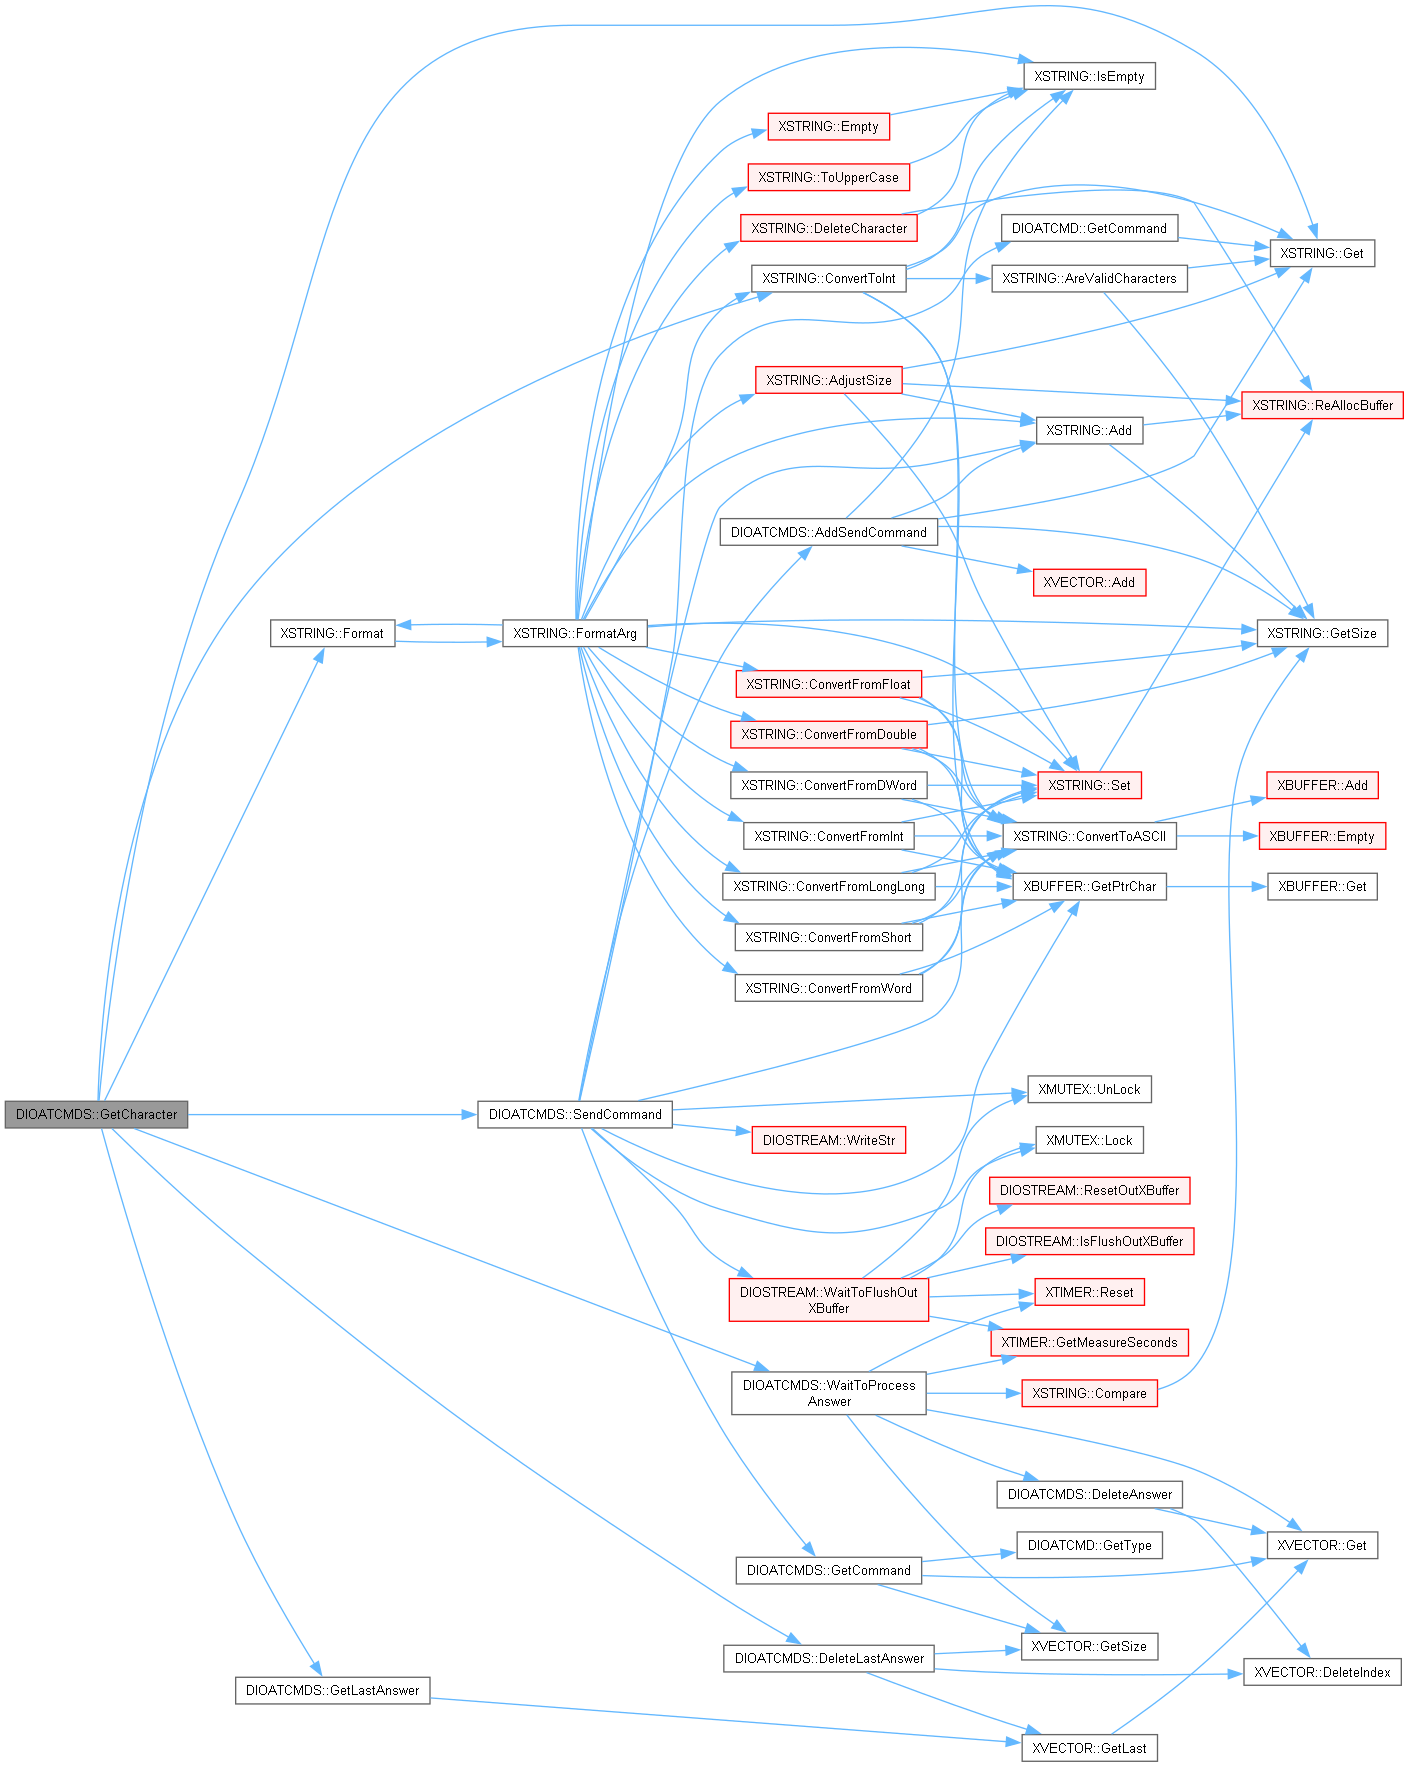 XSTRING::IsEmpty
XSTRING::Empty
XSTRING::ToUpperCase
XSTRING::DeleteCharacter
DIOATCMD::GetCommand
XSTRING::Get
XSTRING::ConvertToInt
XSTRING::AreValidCharacters
XSTRING::AdjustSize
XSTRING::ReAllocBuffer
XSTRING::Add
DIOATCMDS::AddSendCommand
XVECTOR::Add
XSTRING::Format
XSTRING::FormatArg
XSTRING::GetSize
XSTRING::ConvertFromFloat
XSTRING::ConvertFromDouble
XSTRING::ConvertFromDWord
XSTRING::Set
XBUFFER::Add
XSTRING::ConvertFromInt
XSTRING::ConvertToASCII
XBUFFER::Empty
XSTRING::ConvertFromLongLong
XBUFFER::GetPtrChar
XBUFFER::Get
XSTRING::ConvertFromShort
XSTRING::ConvertFromWord
XMUTEX::UnLock
DIOATCMDS::GetCharacter
DIOATCMDS::SendCommand
DIOSTREAM::WriteStr
XMUTEX::Lock
DIOSTREAM::ResetOutXBuffer
DIOSTREAM::IsFlushOutXBuffer
DIOSTREAM::WaitToFlushOut
XBuffer
XTIMER::Reset
XTIMER::GetMeasureSeconds
DIOATCMDS::WaitToProcess
Answer
XSTRING::Compare
DIOATCMDS::DeleteAnswer
DIOATCMD::GetType
XVECTOR::Get
DIOATCMDS::GetCommand
XVECTOR::GetSize
DIOATCMDS::DeleteLastAnswer
XVECTOR::DeleteIndex
DIOATCMDS::GetLastAnswer
XVECTOR::GetLast